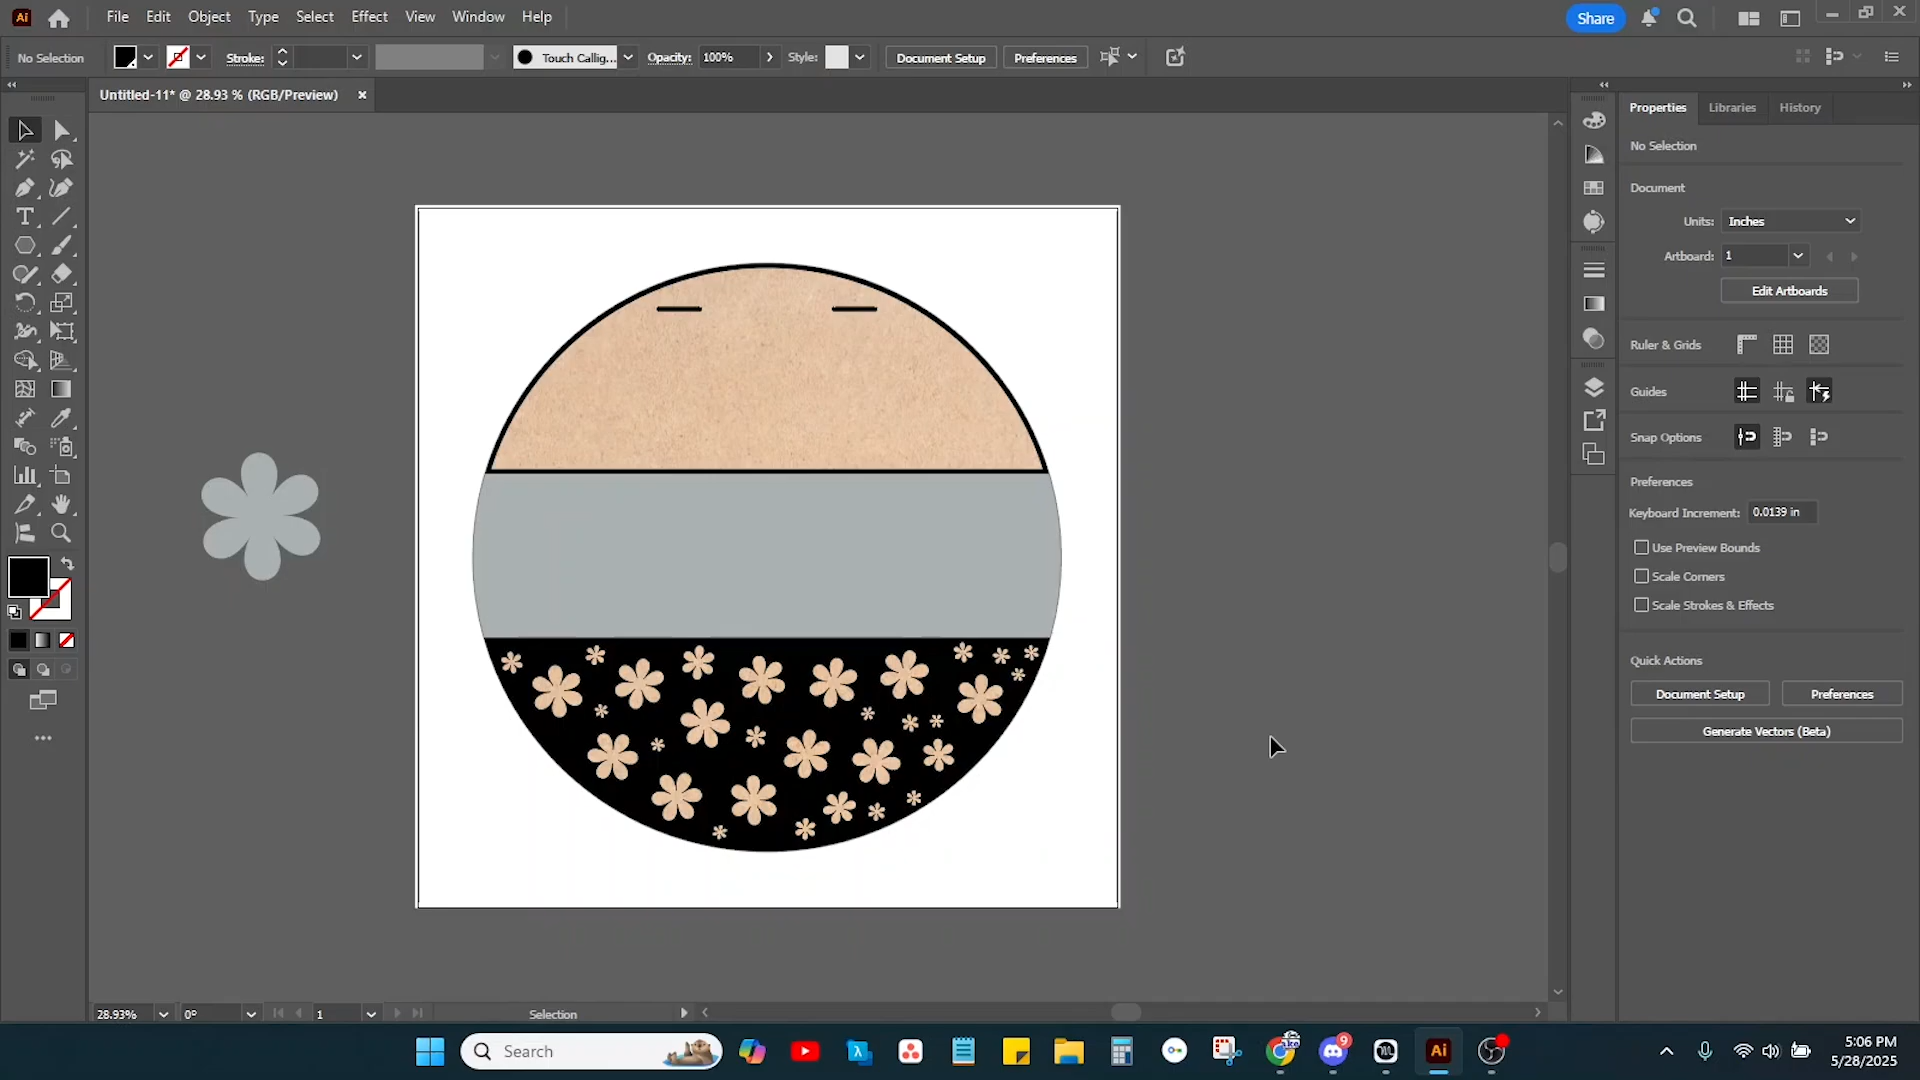 Ai File Edit Object Type Select Effect View Window Help Share
No Selection Stroke: Touch Callig... Opacity: 100% Style: Document Setup Preferences
Untitled-11* @ 28.93 % (RGB/Preview)
Properties Libraries History
No Selection
Document
Units: Inches
Artboard: 1
Edit Artboards
Ruler & Grids
Guides
Snap Options
Preferences
Keyboard Increment: 0.0139 in
Use Preview Bounds
Scale Corners
Scale Strokes & Effects
Quick Actions
Document Setup Preferences
Generate Vectors (Beta)
28.93% 0° 1 Selection
Search 9 Ai
5:06 PM
5/28/2025